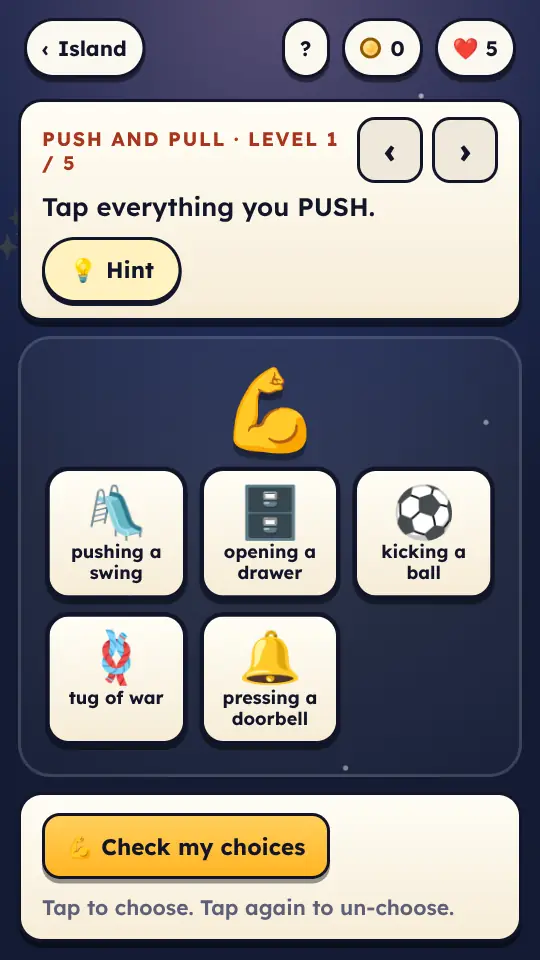 ‹ Island
?
0
5
PUSH AND PULL · LEVEL 1
/ 5
‹
›
Tap everything you PUSH.
Hint
pushing a
swing
opening a
drawer
kicking a
ball
tug of war
pressing a
doorbell
Check my choices
Tap to choose. Tap again to un-choose.